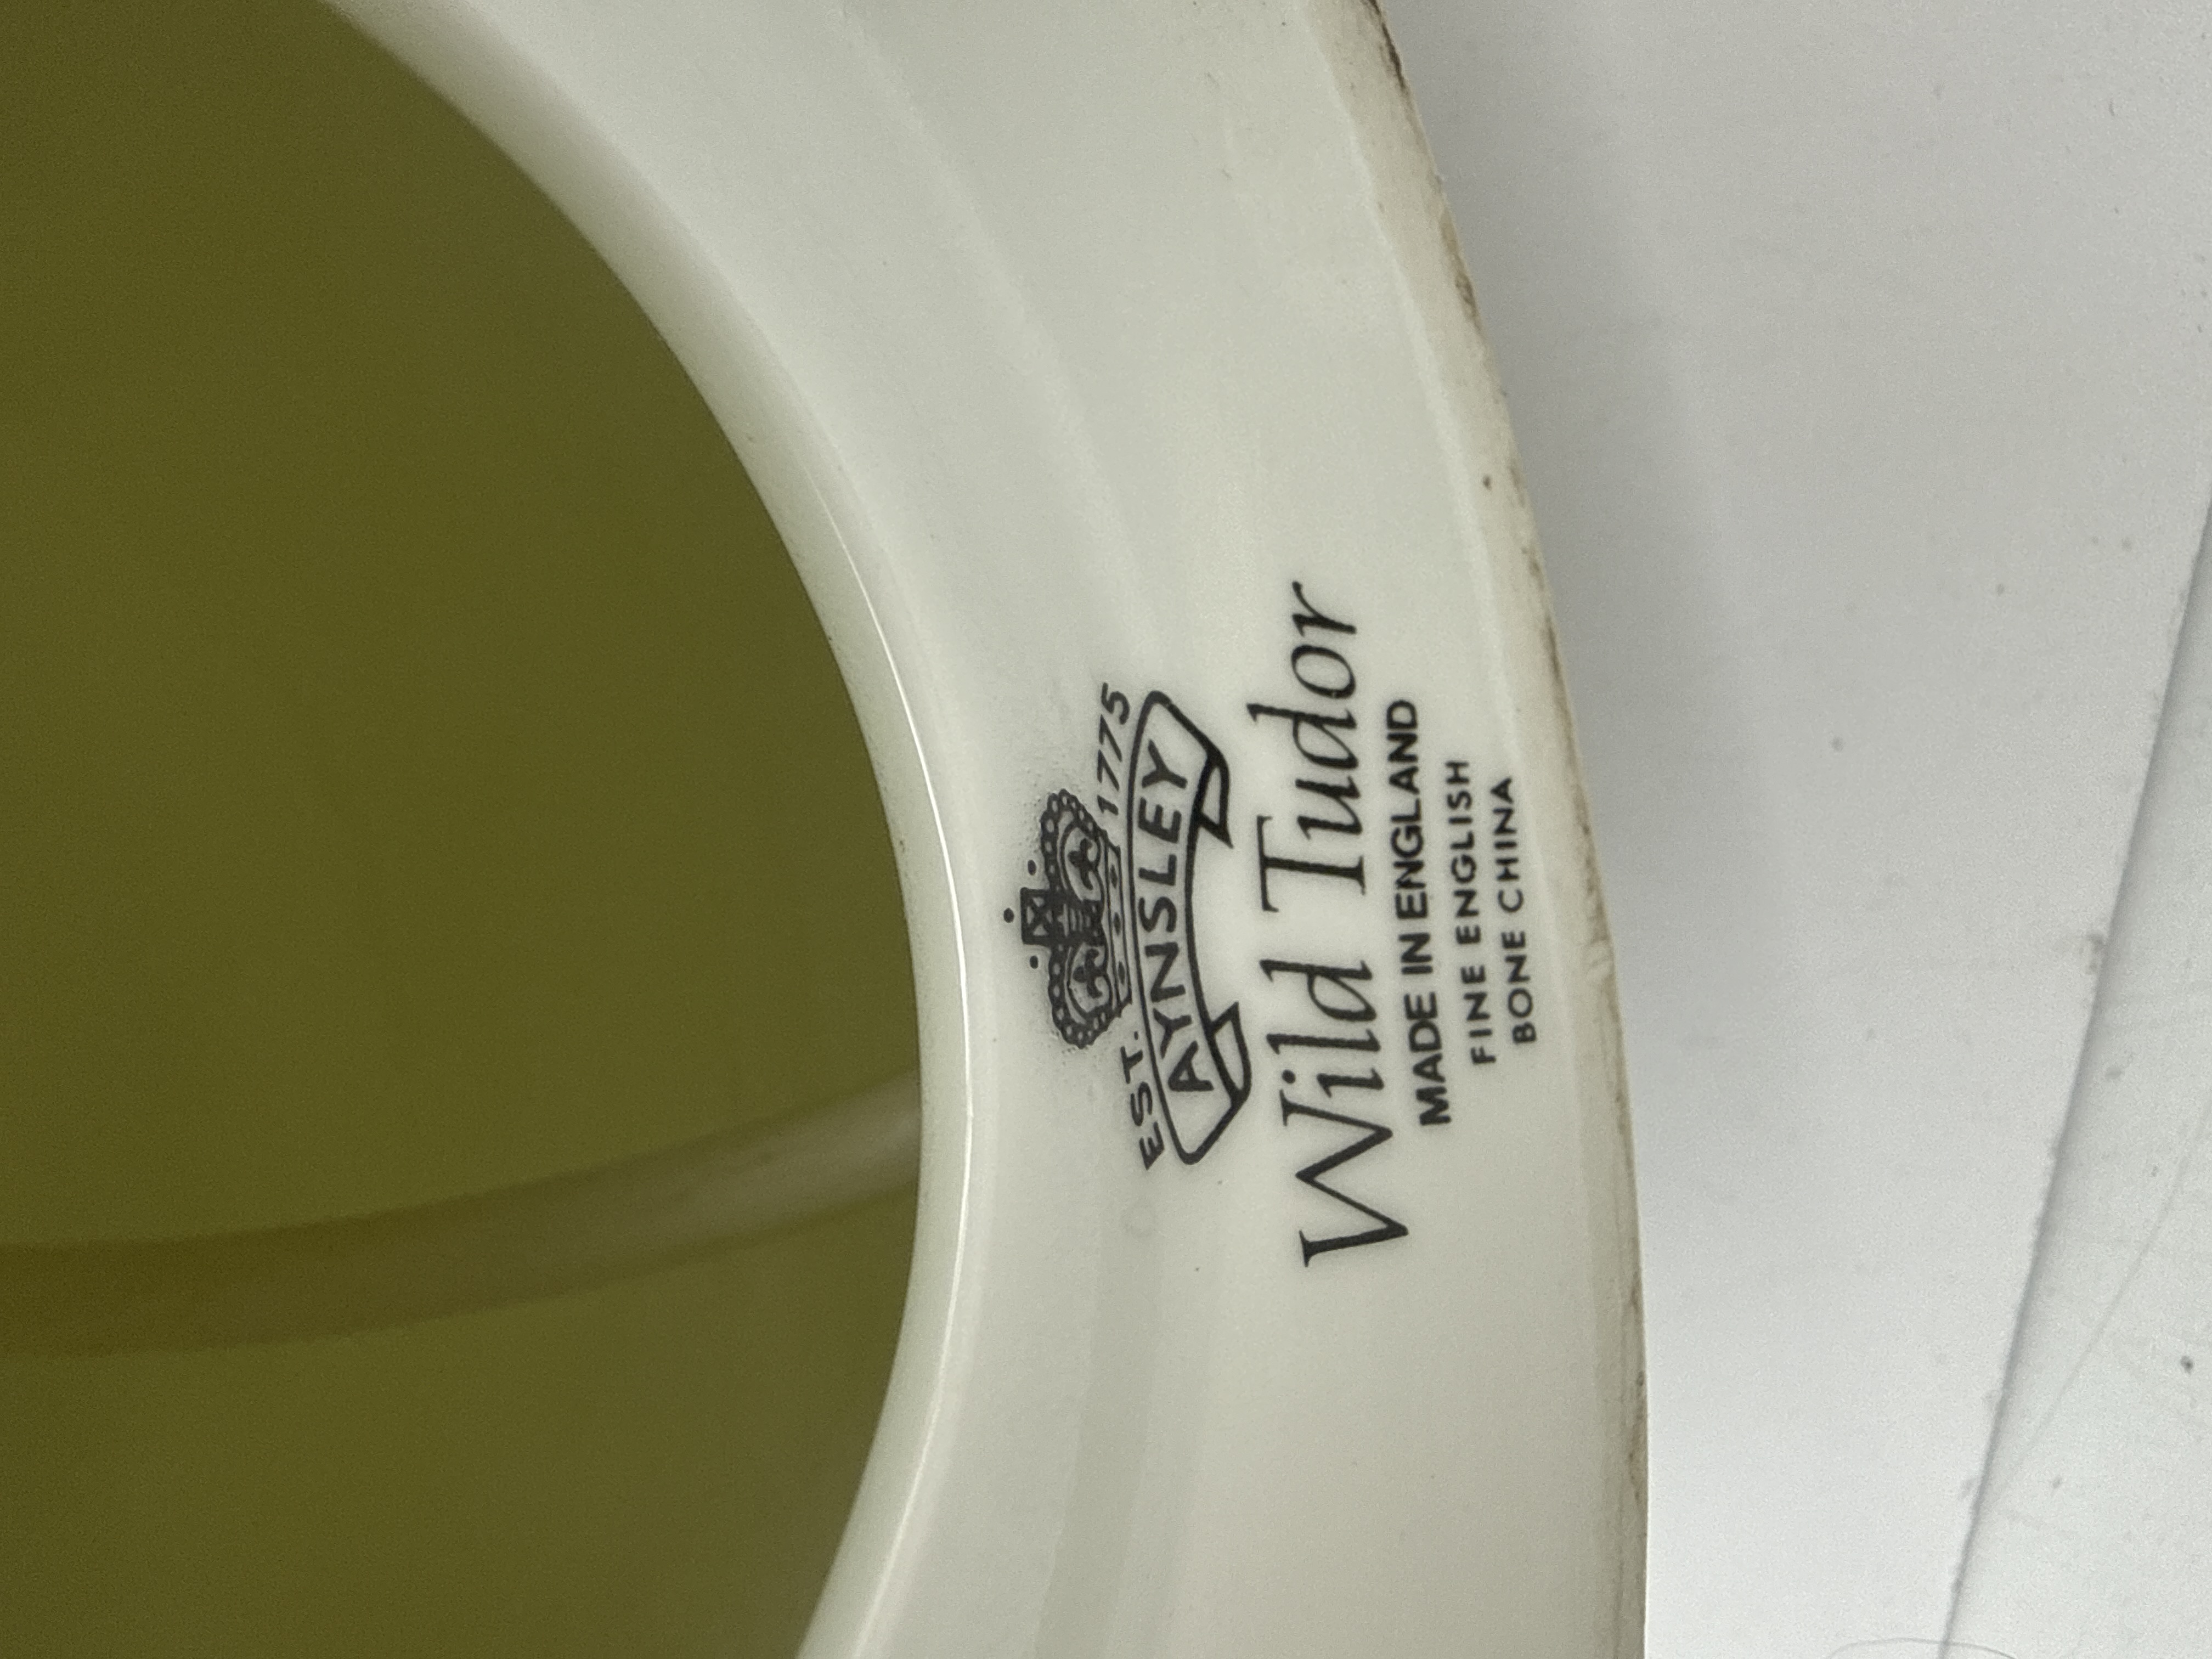 EST. 1775
AYNSLEY
Wild Tudor
MADE IN ENGLAND
FINE ENGLISH
BONE CHINA